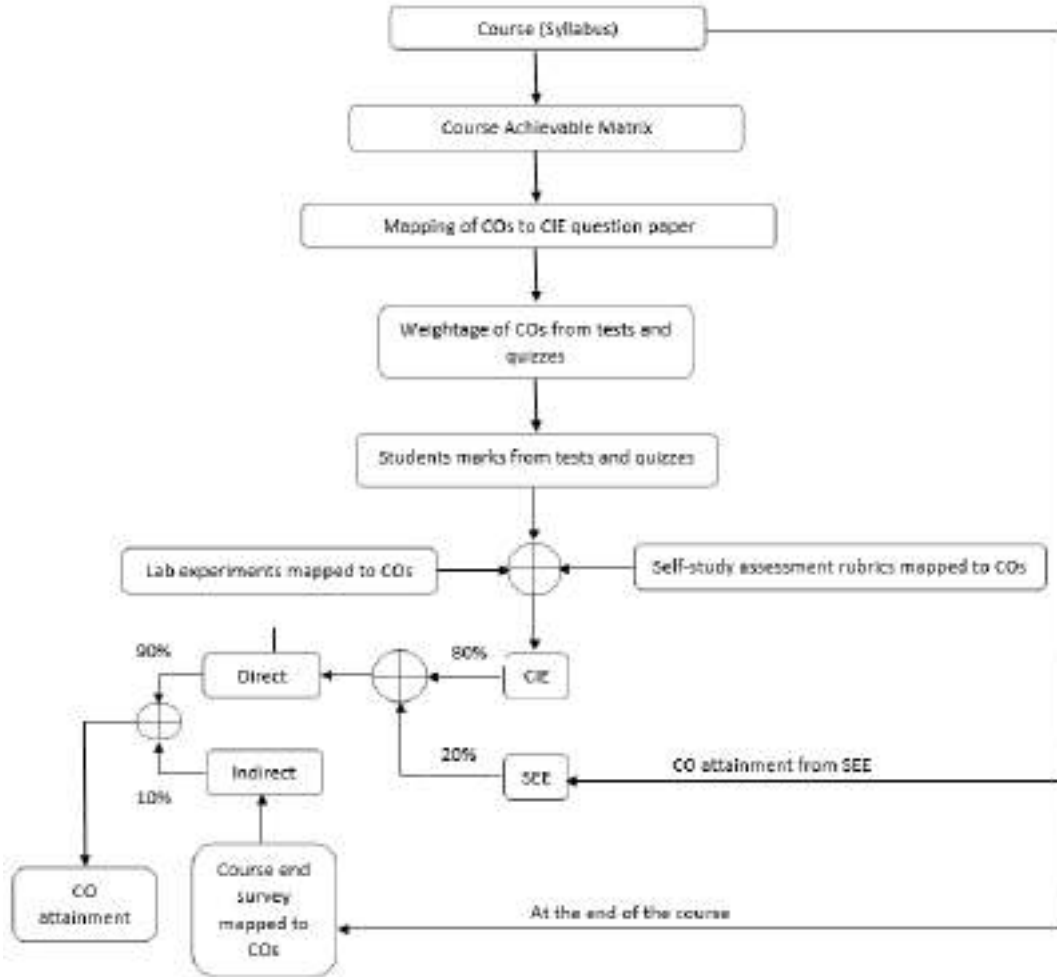 Course (Syllabus)
Course Achievable Matrix
Mapping of COs to CIE question paper
Weightage of COs from tests and
quizzes
Students marks from tests and quizzes
Lab experiments mapped to COs
Self-study assessment rubrics mapped to COs
90%
Direct
80%
CIE
20%
SEE
CO attainment from SEE
Indirect
10%
Course end
survey
mapped to
COs
CO
attainment
At the end of the course